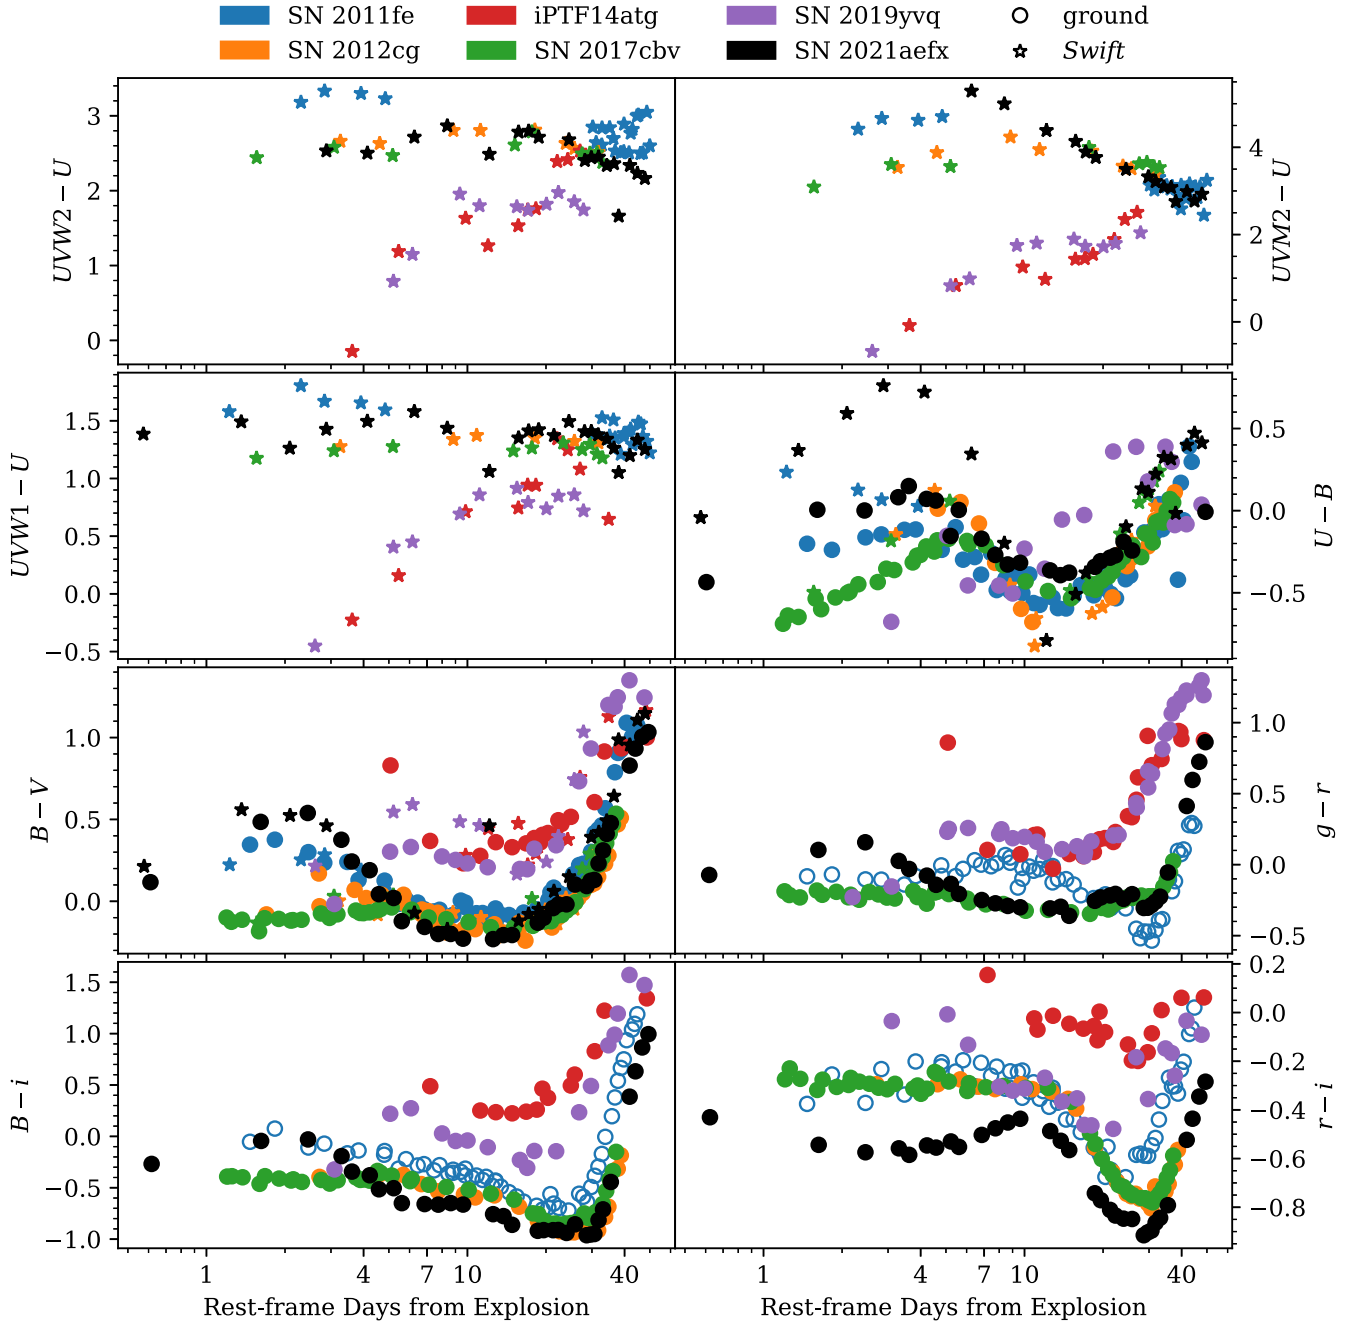 SN 2011fe iPTF14atg SN 2019yvq ground
SN 2012cg SN 2017cbv SN 2021aefx Swift
3
2
1
0
UVW2 − U
4
2
0
UVM2 − U
1.5
1.0
0.5
0.0
−0.5
UVW1 − U
0.5
0.0
−0.5
U − B
1.0
0.5
0.0
B − V
1.0
0.5
0.0
−0.5
g − r
1.5
1.0
0.5
0.0
−0.5
−1.0
B − i
0.2
0.0
−0.2
−0.4
−0.6
−0.8
r − i
1 4 7 10 40
1 4 7 10 40
Rest-frame Days from Explosion
Rest-frame Days from Explosion